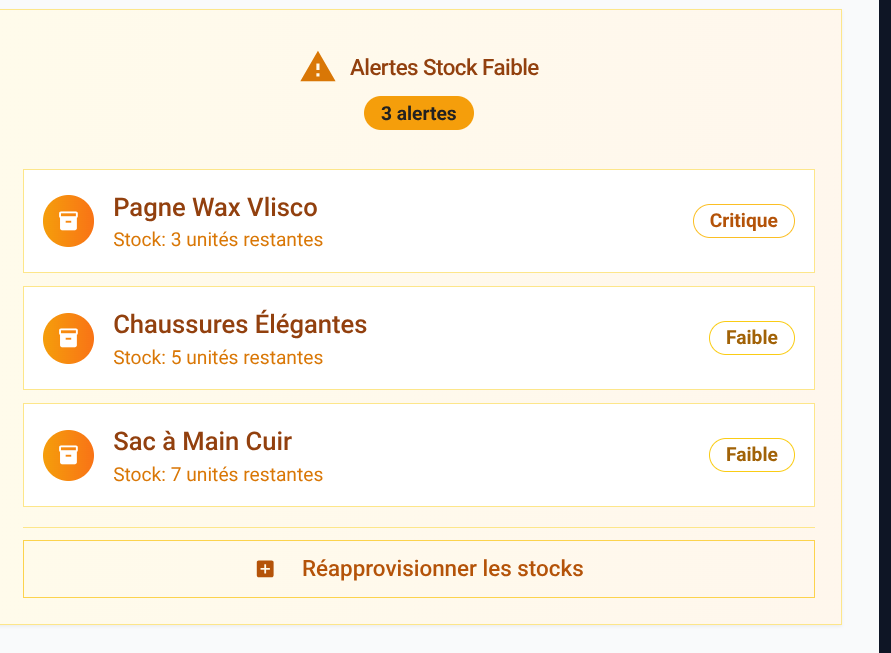 Alertes Stock Faible
3 alertes
Pagne Wax Vlisco
Stock: 3 unités restantes
Critique
Chaussures Élégantes
Stock: 5 unités restantes
Faible
Sac à Main Cuir
Stock: 7 unités restantes
Faible
Réapprovisionner les stocks